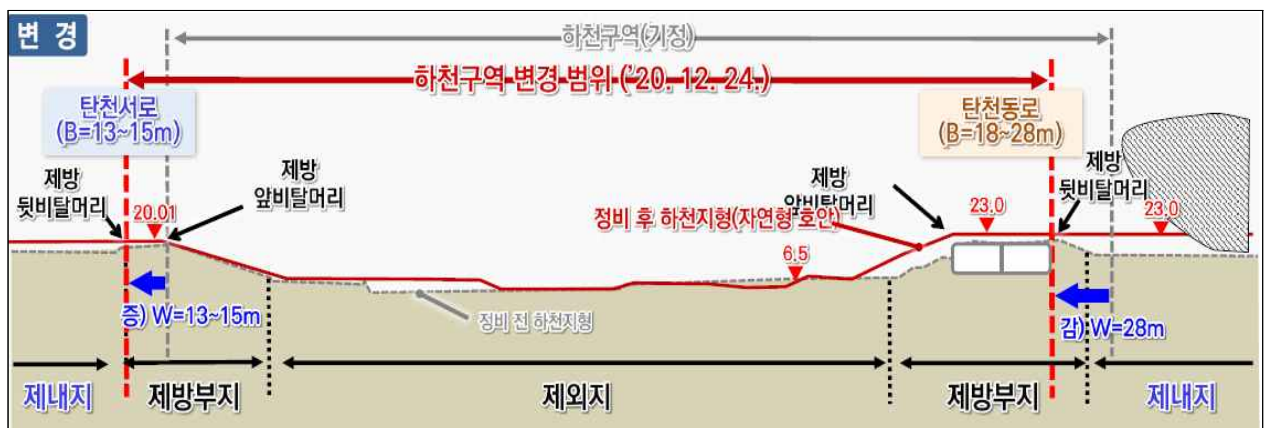 변 경
하천구역(기정)
하천구역 변경 범위 ('20. 12. 24.)
탄천서로
(B=13~15m)
탄천동로
(B=18~28m)
제방
뒷비탈머리
제방
앞비탈머리
제방
앞비탈머리
제방
뒷비탈머리
20.01
정비 후 하천지형(자연형 호안)
23.0
23.0
6.5
증) W=13~15m
정비 전 하천지형
감) W=28m
제내지
제방부지
제외지
제방부지
제내지